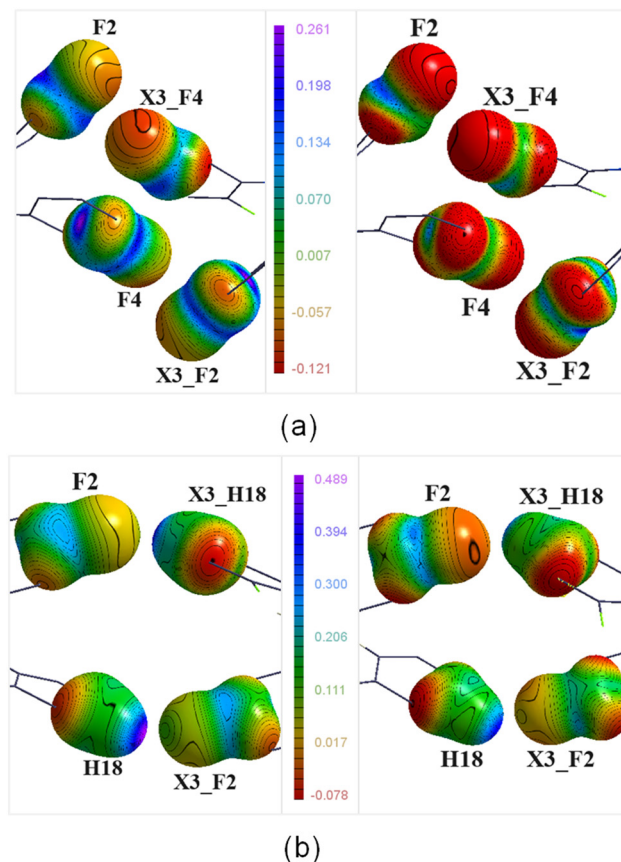 F2
X3_F4
F4
X3_F2
0.261
0.198
0.134
0.070
0.007
-0.057
-0.121
F2
X3_F4
F4
X3_F2
(a)
F2
X3_H18
H18
X3_F2
0.489
0.394
0.300
0.206
0.111
0.017
-0.078
F2
X3_H18
H18
X3_F2
(b)